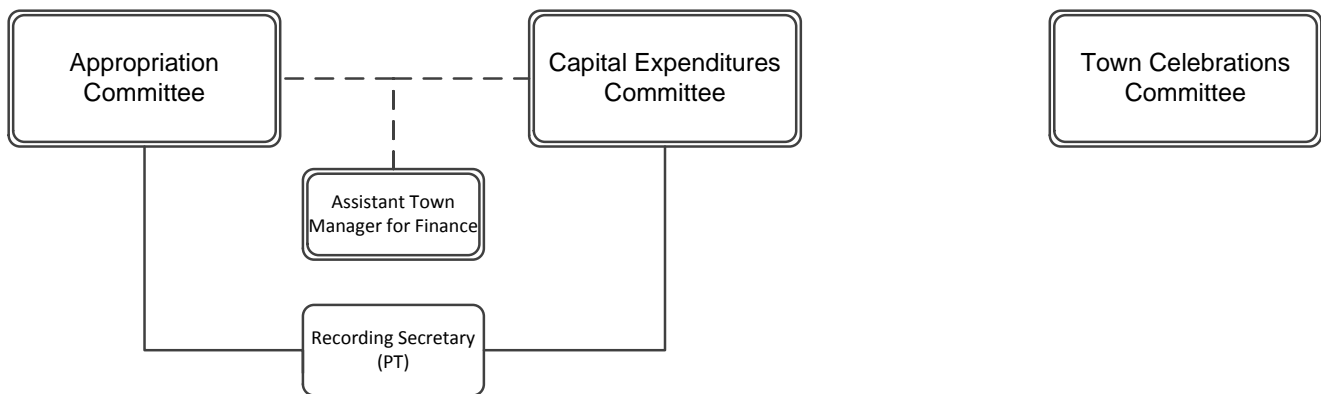 Appropriation
Committee
Capital Expenditures
Committee
Town Celebrations
Committee
Assistant Town
Manager for Finance
Recording Secretary
(PT)